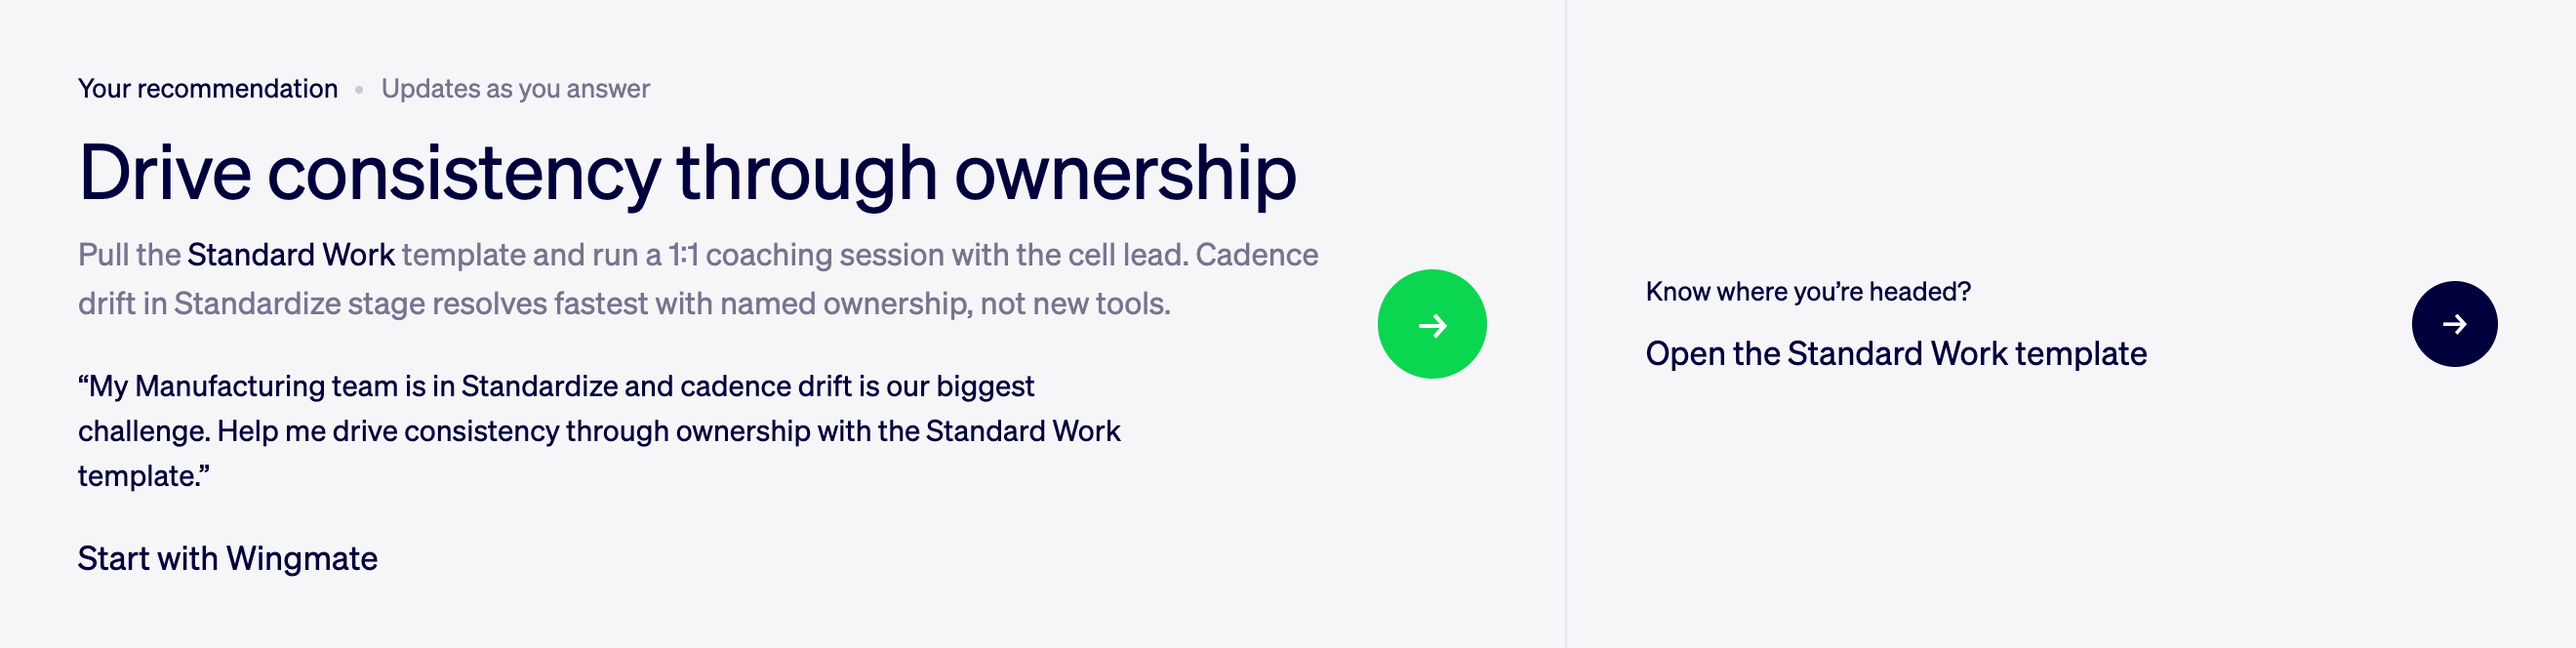 Your recommendation • Updates as you answer
Drive consistency through ownership
Pull the Standard Work template and run a 1:1 coaching session with the cell lead. Cadence
drift in Standardize stage resolves fastest with named ownership, not new tools.
“My Manufacturing team is in Standardize and cadence drift is our biggest
challenge. Help me drive consistency through ownership with the Standard Work
template.”
Start with Wingmate
Know where you’re headed?
Open the Standard Work template